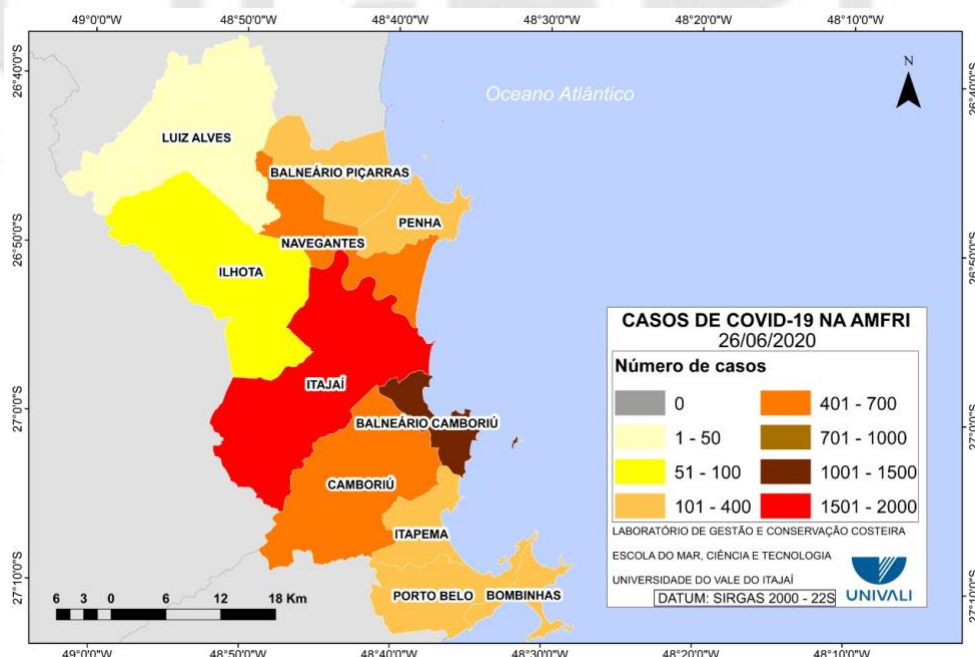 49°0'0"W 48°50'0"W 48°40'0"W 48°30'0"W 48°20'0"W 48°10'0"W
26°40'0"S
26°50'0"S
27°0'0"S
27°10'0"S
26°40'0"S
26°50'0"S
27°0'0"S
27°10'0"S
Oceano Atlântico
N
LUIZ ALVES
BALNEÁRIO PIÇARRAS
PENHA
NAVEGANTES
ILHOTA
ITAJAÍ
BALNEÁRIO CAMBORIÚ
CAMBORIÚ
ITAPEMA
PORTO BELO
BOMBINHAS
CASOS DE COVID-19 NA AMFRI
26/06/2020
Número de casos
0
1 - 50
51 - 100
101 - 400
401 - 700
701 - 1000
1001 - 1500
1501 - 2000
LABORATÓRIO DE GESTÃO E CONSERVAÇÃO COSTEIRA
ESCOLA DO MAR, CIÊNCIA E TECNOLOGIA
UNIVERSIDADE DO VALE DO ITAJAÍ
DATUM: SIRGAS 2000 - 22S
UNIVALI
6 3 0 6 12 18 Km
49°0'0"W 48°50'0"W 48°40'0"W 48°30'0"W 48°20'0"W 48°10'0"W